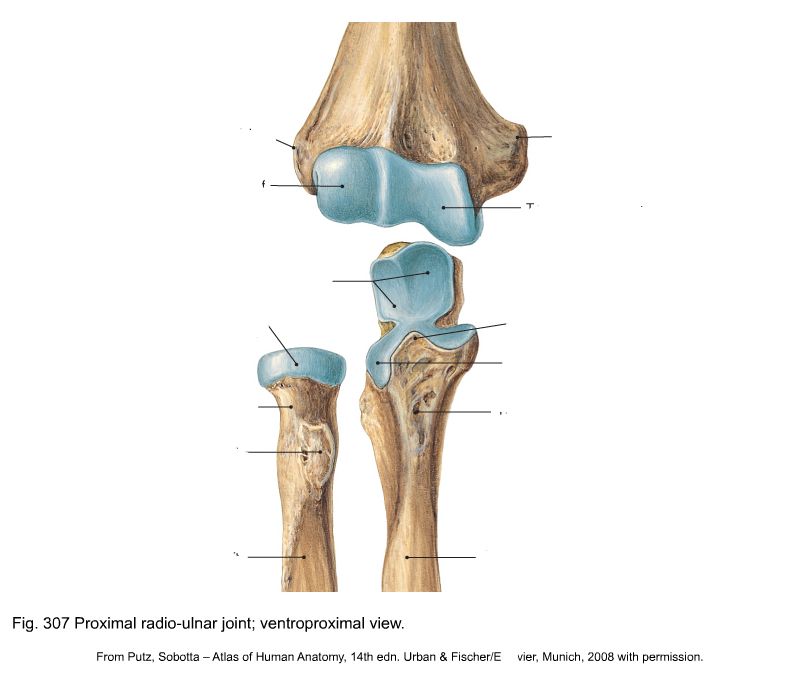 Fig. 307 Proximal radio-ulnar joint; ventroproximal view.
From Putz, Sobotta – Atlas of Human Anatomy, 14th edn. Urban & Fischer/E vier, Munich, 2008 with permission.